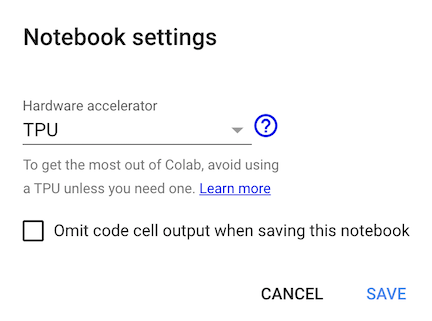 Notebook settings
Hardware accelerator
TPU
?
To get the most out of Colab, avoid using
a TPU unless you need one. Learn more
Omit code cell output when saving this notebook
CANCEL SAVE